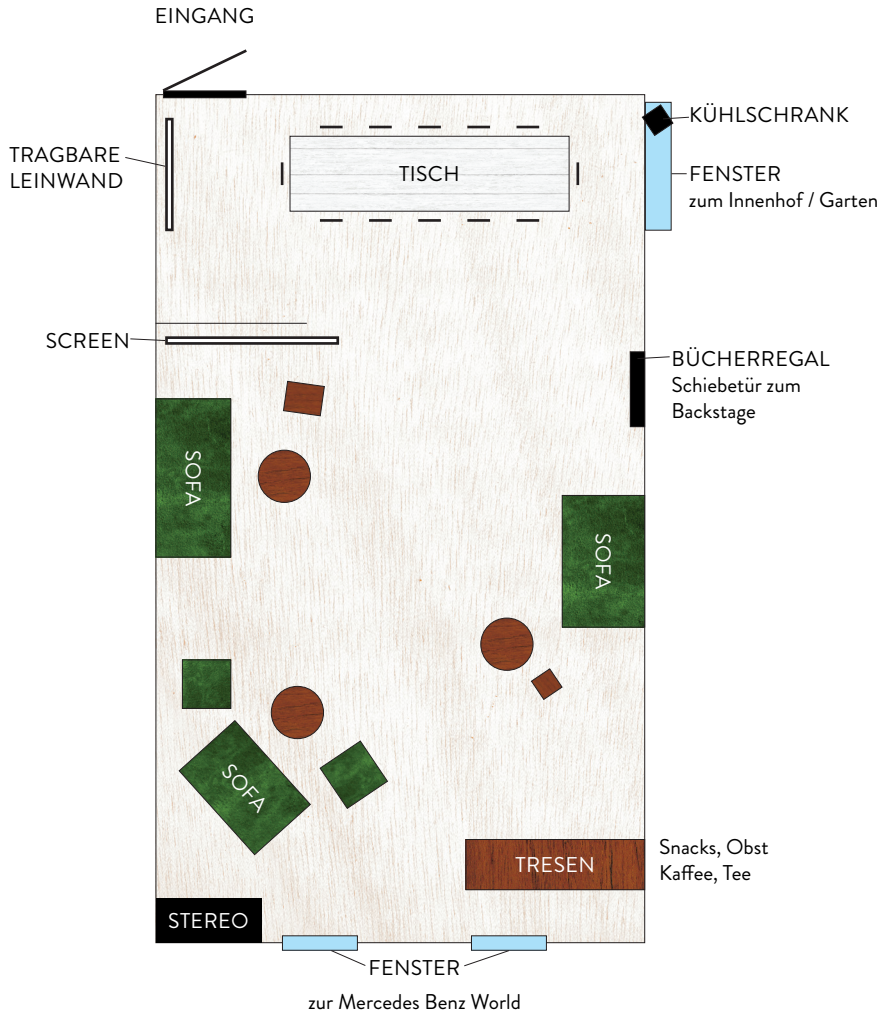 EINGANG
KÜHLSCHRANK
TRAGBARE
LEINWAND
TISCH
FENSTER
zum Innenhof / Garten
SCREEN
BÜCHERREGAL
Schiebetür zum
Backstage
SOFA
SOFA
SOFA
TRESEN
Snacks, Obst
Kaffee, Tee
STEREO
FENSTER
zur Mercedes Benz World